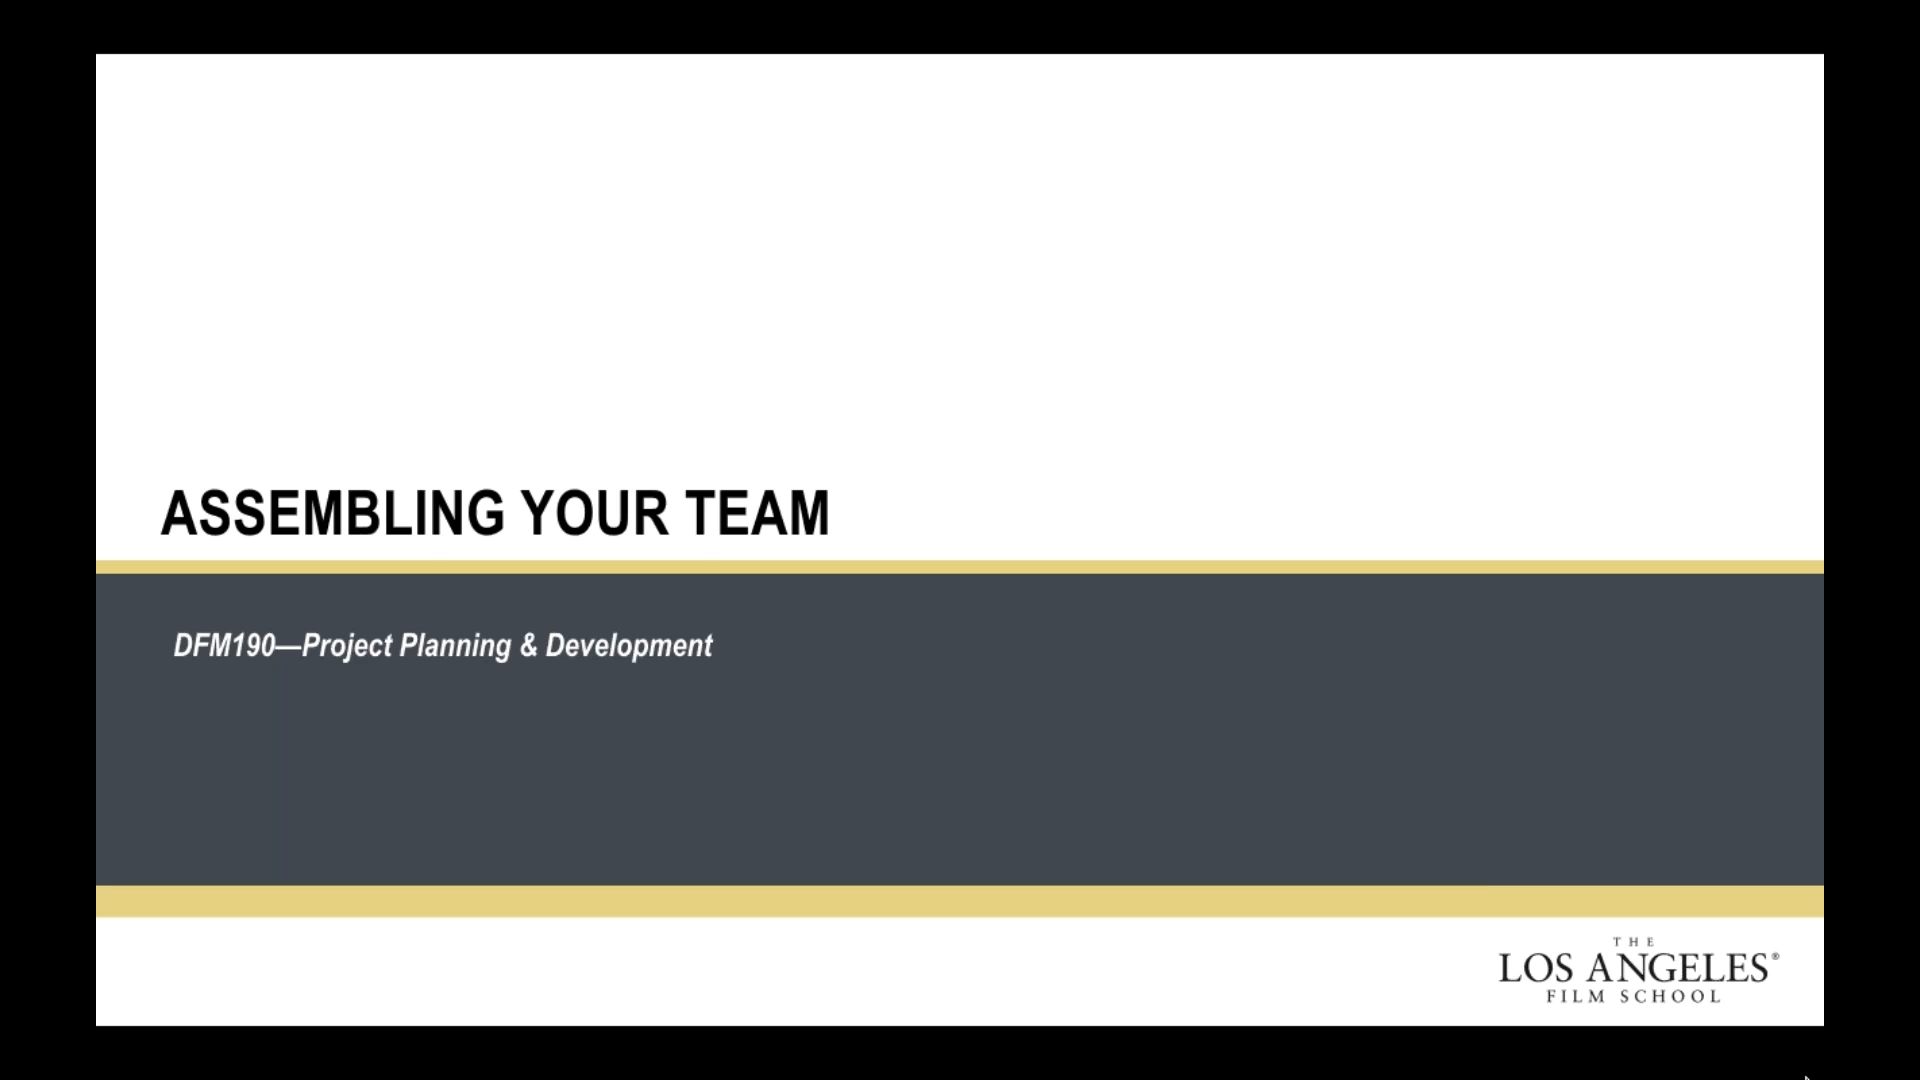 ASSEMBLING YOUR TEAM
DFM190—Project Planning & Development
THE
LOS ANGELES®
FILM SCHOOL